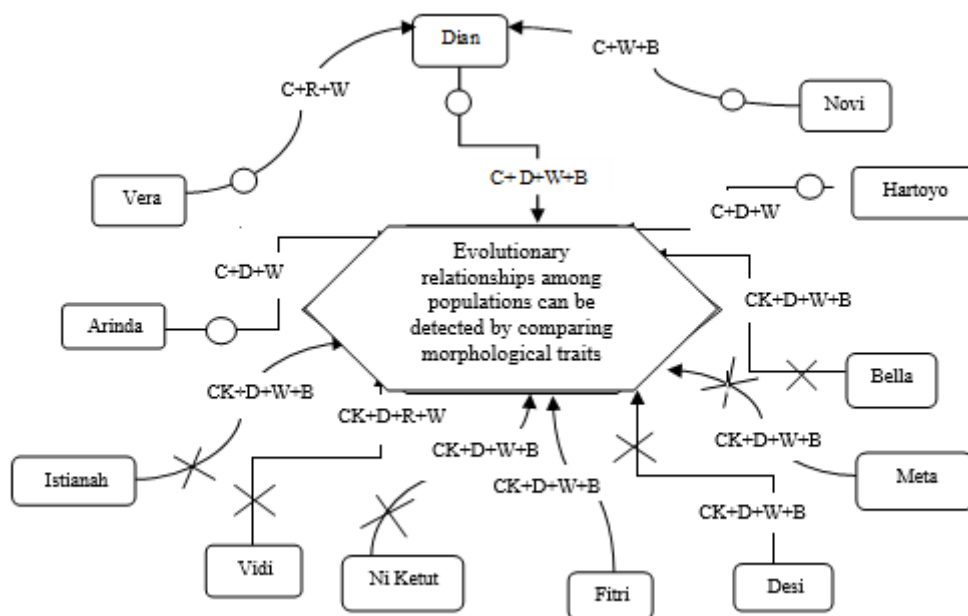 Dian
C+W+B
C+R+W
Novi
C+ D+W+B
Vera
Hartoyo
C+D+W
Evolutionary
relationships among
populations can be
detected by comparing
morphological traits
C+D+W
CK+D+W+B
Arinda
Bella
CK+D+W+B
CK+D+R+W
CK+D+W+B
CK+D+W+B
Istianah
Meta
CK+D+W+B
CK+D+W+B
Vidi
Ni Ketut
Fitri
Desi